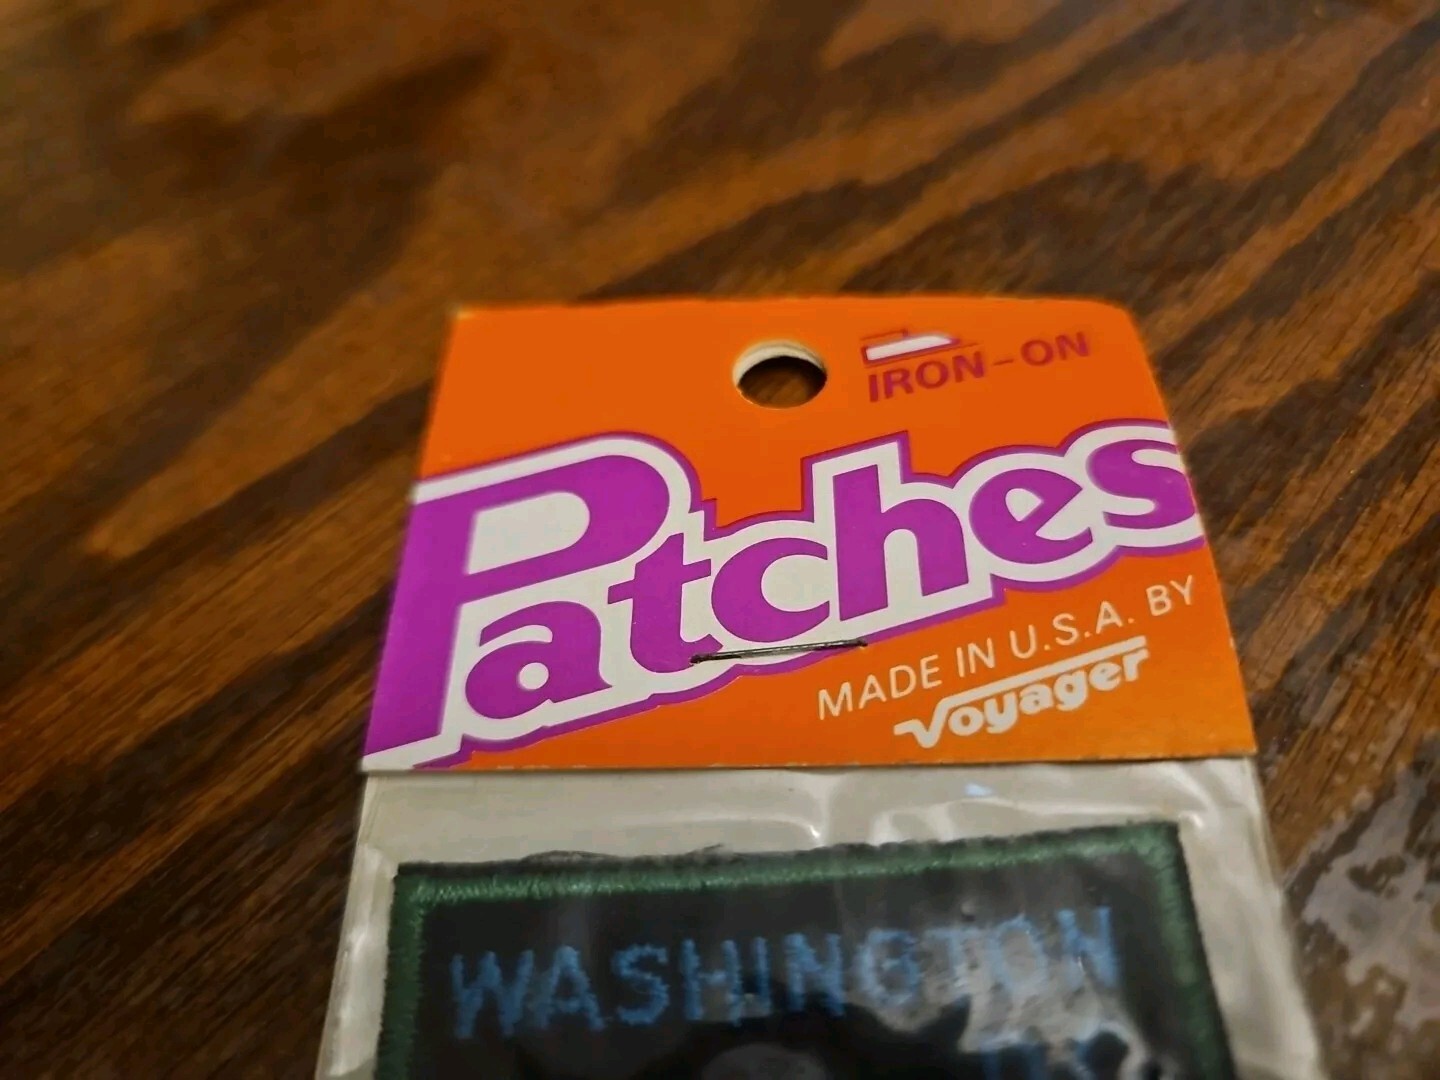 IRON-ON
Patches
MADE IN U.S.A. BY
Voyager
WASHINGTON